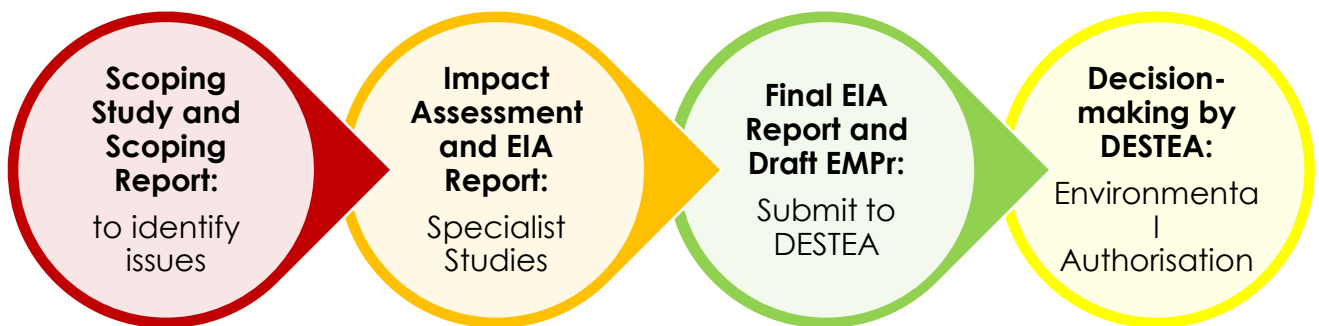 Scoping
Study and
Scoping
Report:
to identify
issues
Impact
Assessment
and EIA
Report:
Specialist
Studies
Final EIA
Report and
Draft EMPr:
Submit to
DESTEA
Decision-
making by
DESTEA:
Environmenta
l
Authorisation